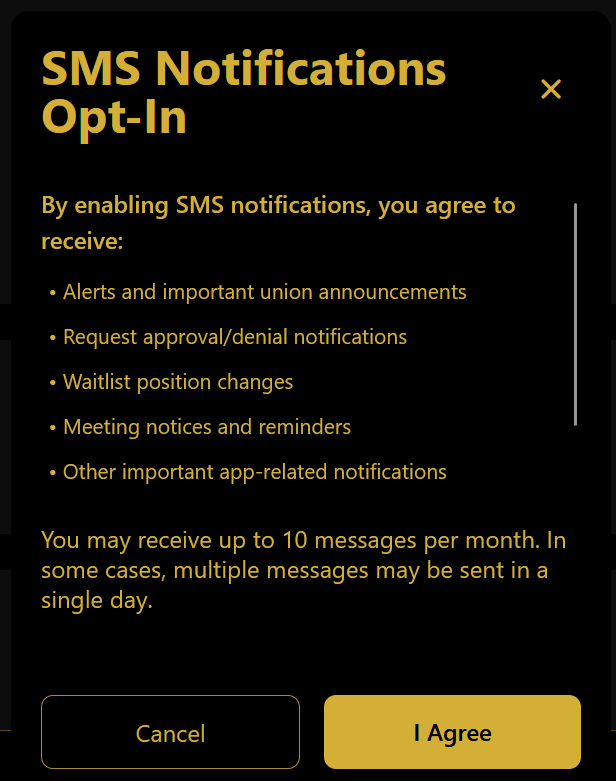 SMS Notifications
Opt-In
✕
By enabling SMS notifications, you agree to
receive:
• Alerts and important union announcements
• Request approval/denial notifications
• Waitlist position changes
• Meeting notices and reminders
• Other important app-related notifications
You may receive up to 10 messages per month. In
some cases, multiple messages may be sent in a
single day.
Cancel
I Agree